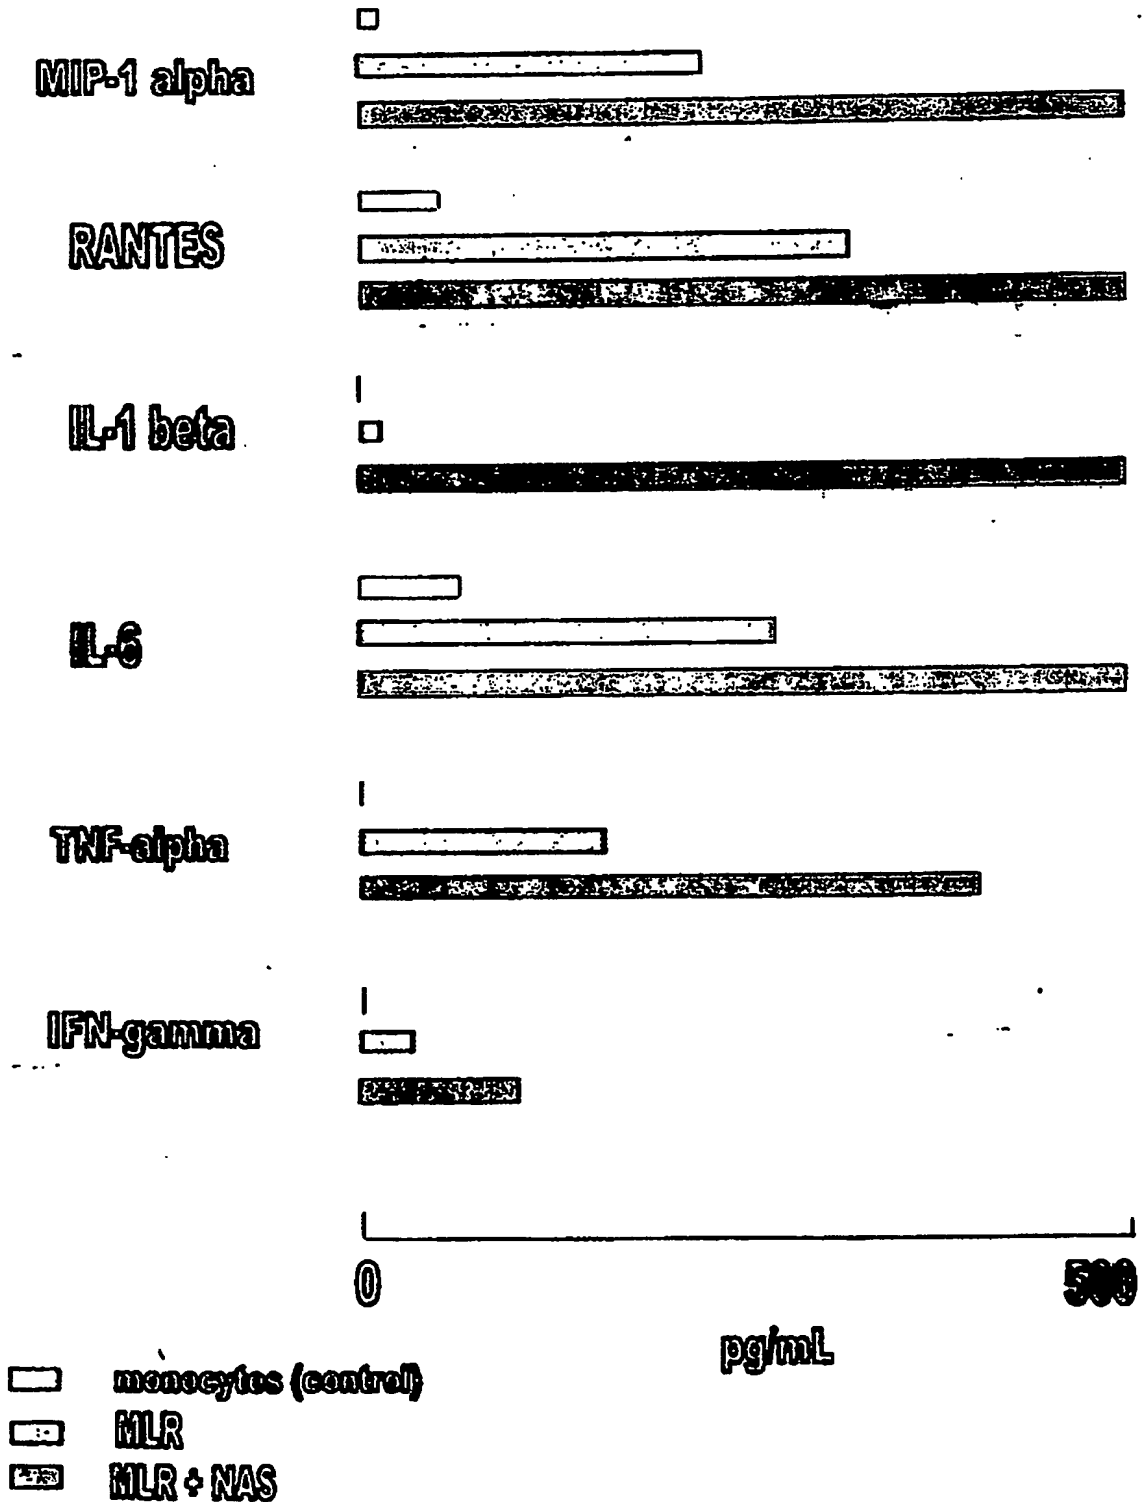 MIP-1 alpha
RANTES
IL-1 beta
IL-6
TNF-alpha
IFN-gamma
0 500
pg/mL
monocytes (control)
MLR
MLR + NAS